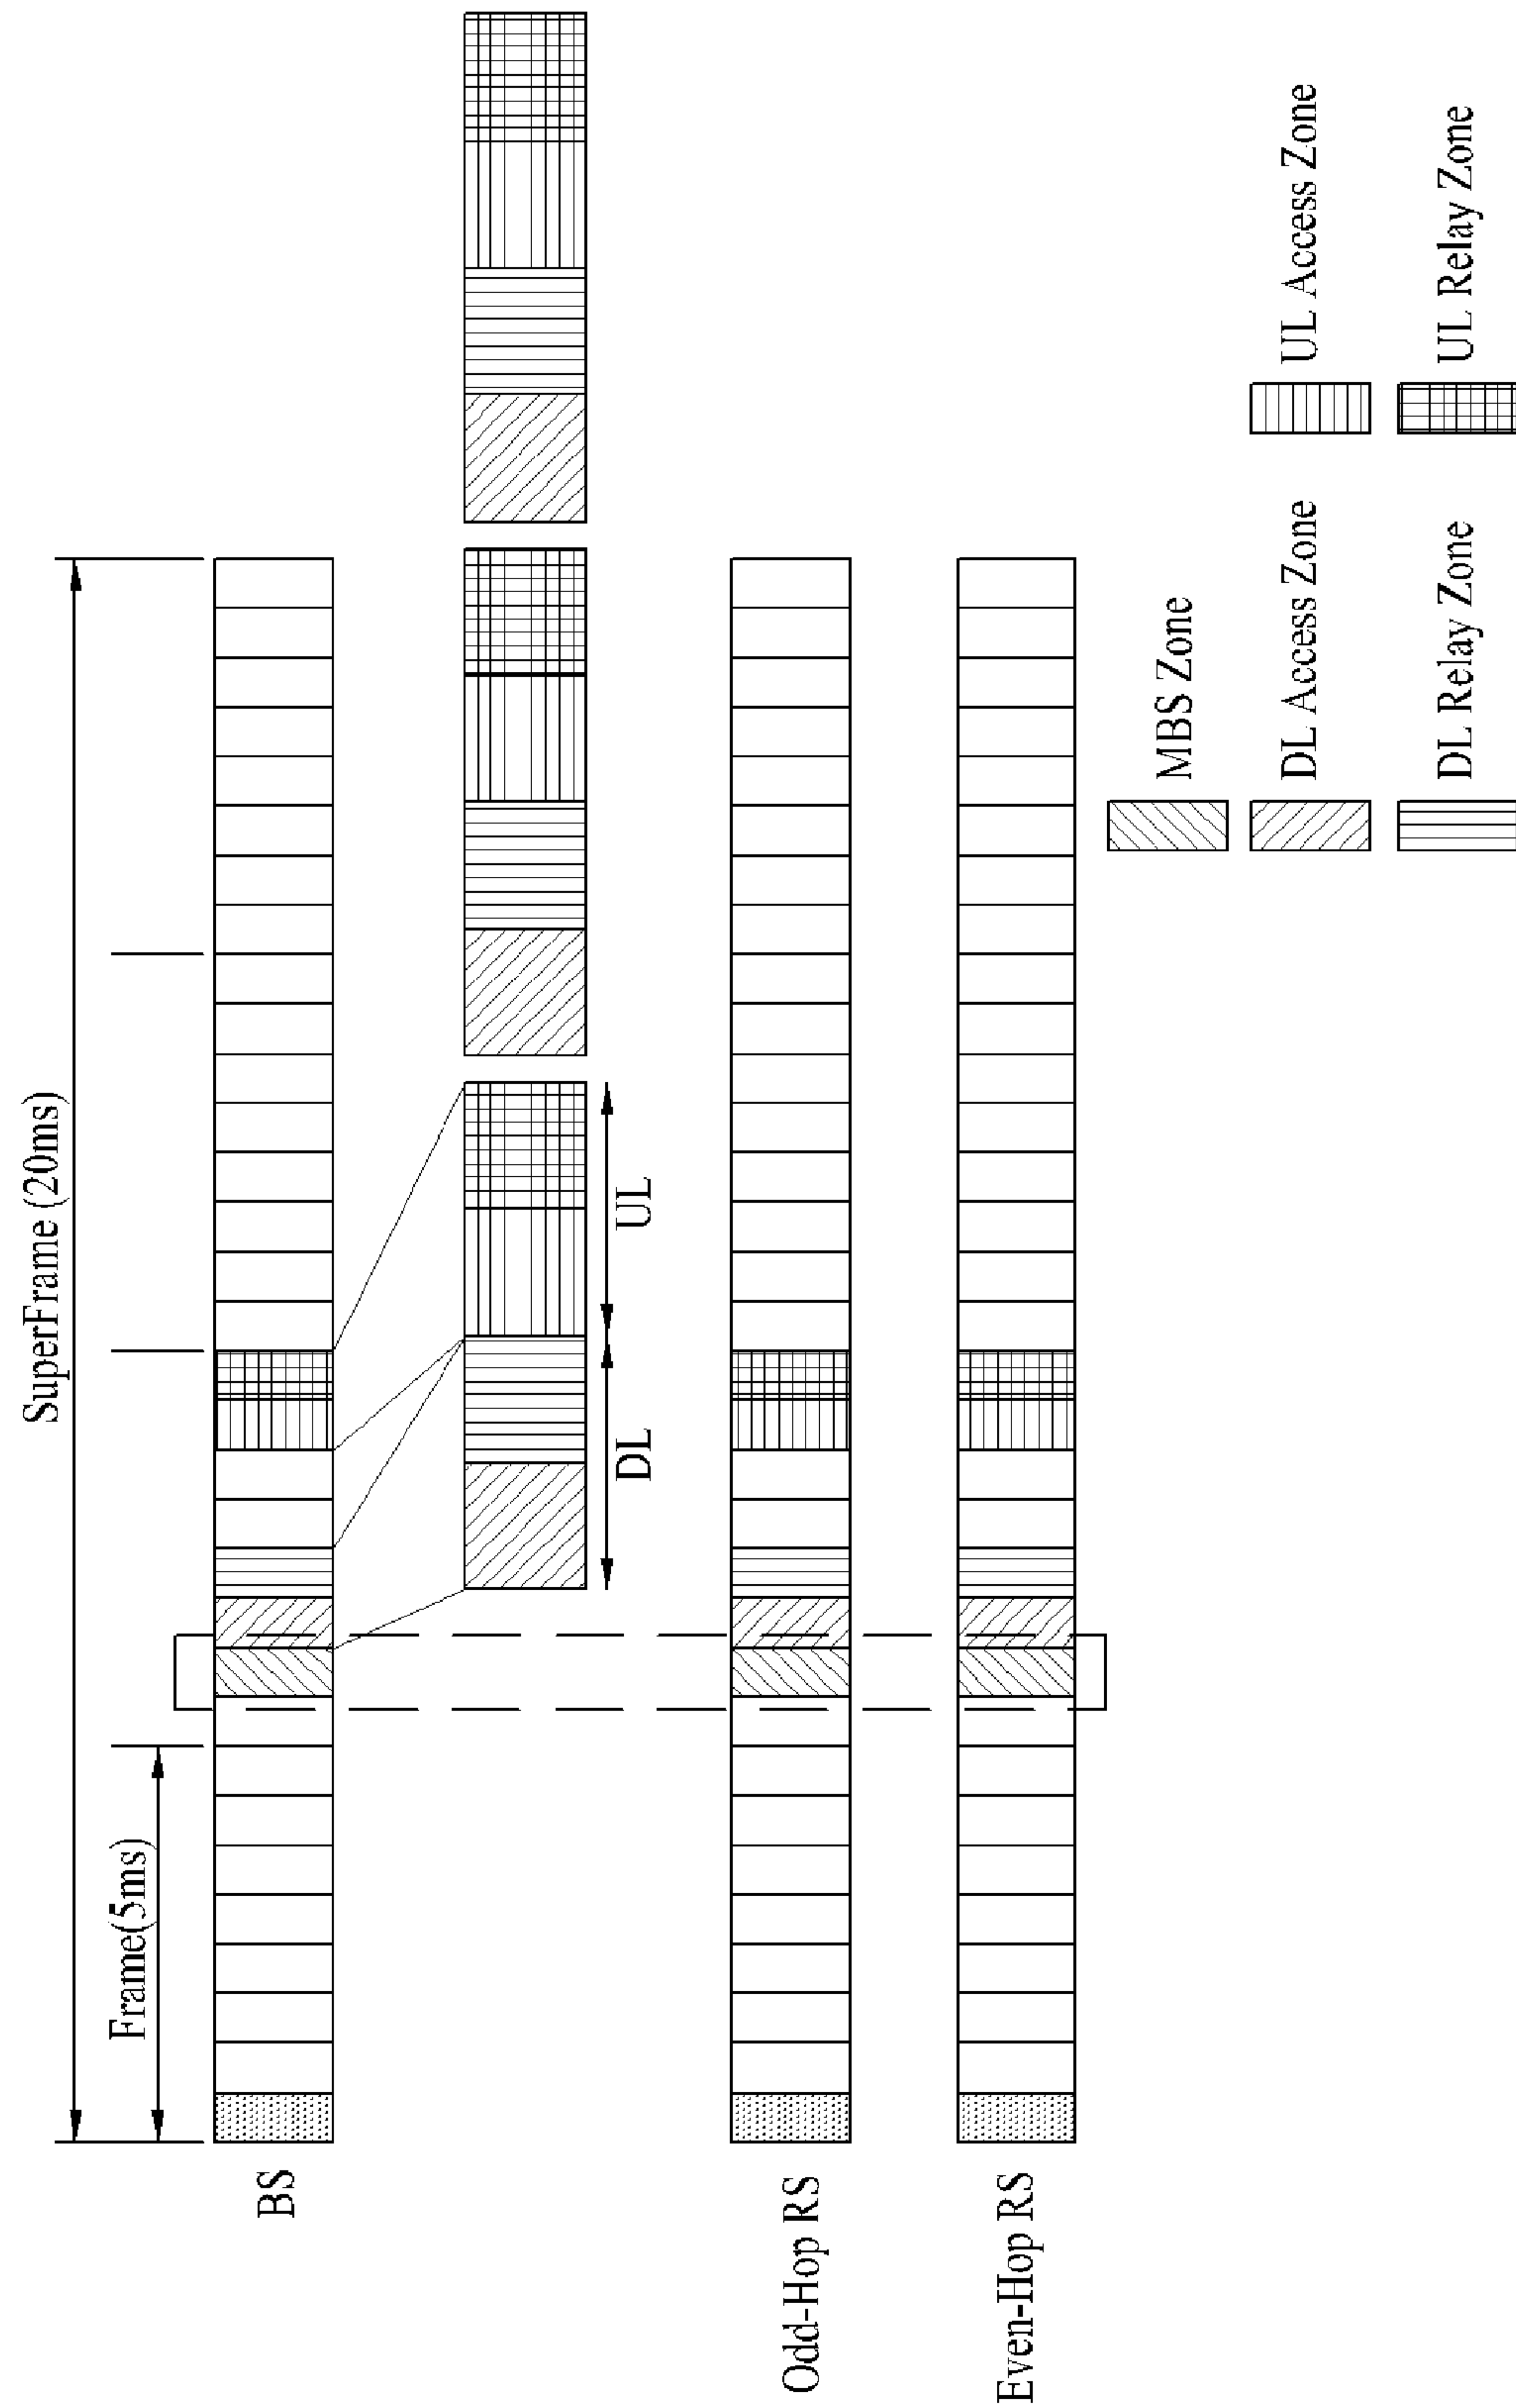 SuperFrame (20ms)
Frame(5ms)
BS
DL
UL
Odd-Hop RS
Even-Hop RS
MBS Zone
DL Access Zone
UL Access Zone
DL Relay Zone
UL Relay Zone